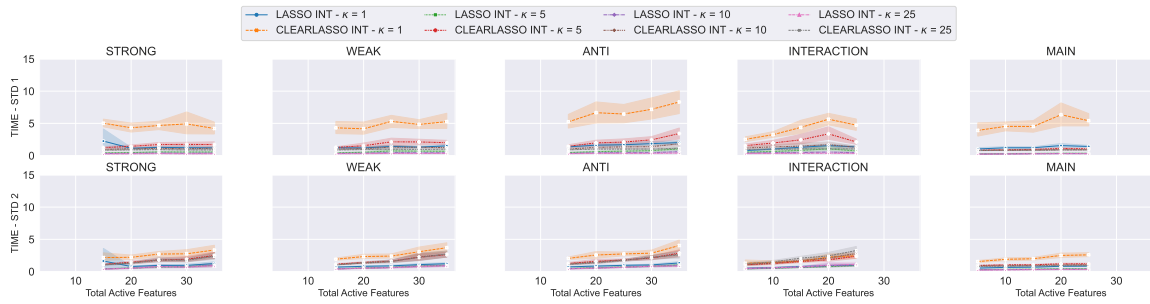 LASSO INT - κ = 1 LASSO INT - κ = 5 LASSO INT - κ = 10 LASSO INT - κ = 25
CLEARLASSO INT - κ = 1 CLEARLASSO INT - κ = 5 CLEARLASSO INT - κ = 10 CLEARLASSO INT - κ = 25
STRONG WEAK ANTI INTERACTION MAIN
TIME - STD 1
15
10
5
0
STRONG WEAK ANTI INTERACTION MAIN
TIME - STD 2
15
10
5
0
10 20 30 10 20 30 10 20 30 10 20 30 10 20 30
Total Active Features Total Active Features Total Active Features Total Active Features Total Active Features